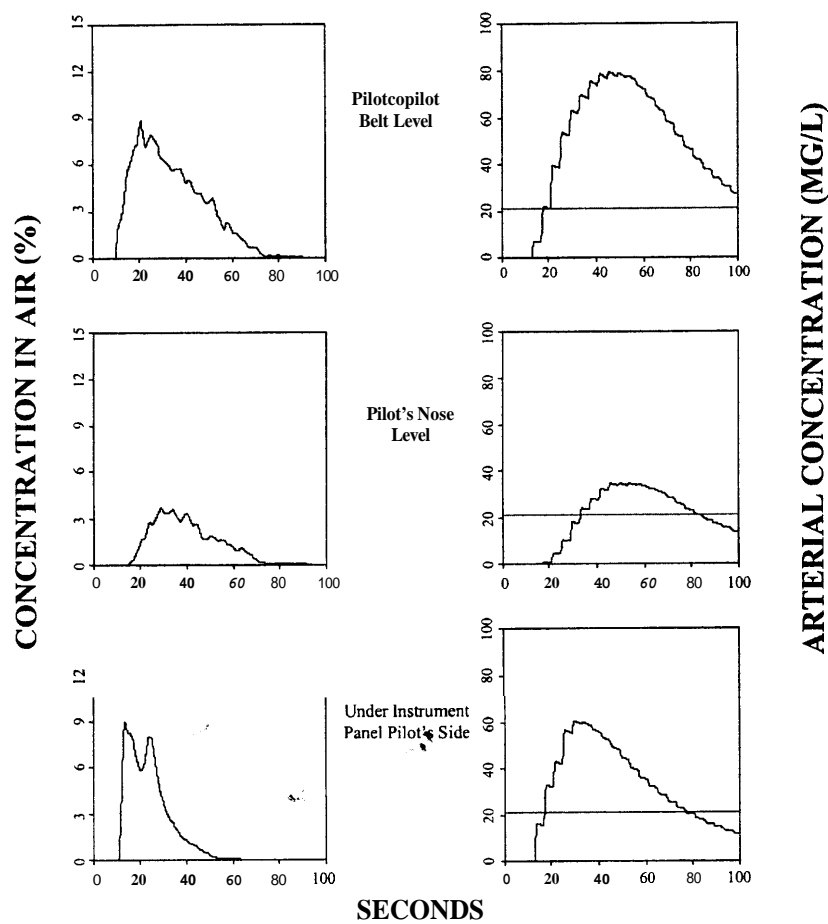 CONCENTRATION IN AIR (%)
15
12
9
6
3
0
0 20 40 60 80 100
Pilotcopilot
Belt Level
100
80
60
40
20
0
0 20 40 60 80 100
ARTERIAL CONCENTRATION (MG/L)
15
12
9
6
3
0
0 20 40 60 80 100
Pilot's Nose
Level
100
80
60
40
20
0
0 20 40 60 80 100
12
9
6
3
0
0 20 40 60 80 100
Under Instrument
Panel Pilot's Side
100
80
60
40
20
0
0 20 40 60 80 100
SECONDS